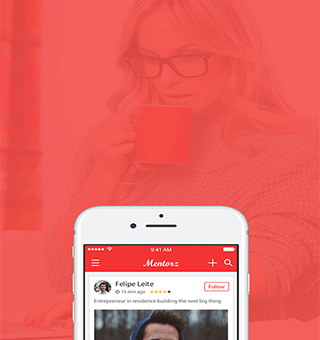 9:41 AM
Mentorz
Felipe Leite
Follow
15 min ago
Entrepreneur in residence building the next big thing